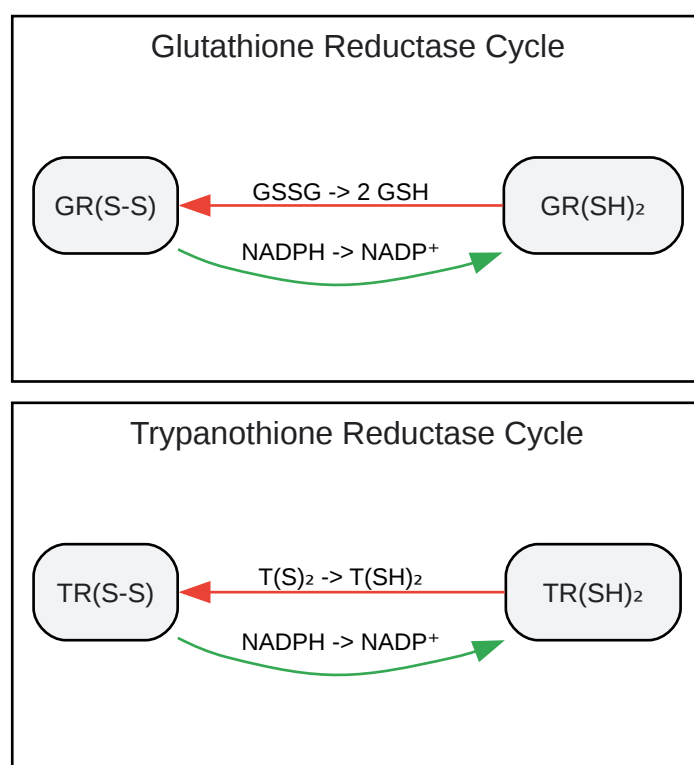 Glutathione Reductase Cycle
GSSG -> 2 GSH
GR(S-S)
GR(SH)₂
NADPH -> NADP⁺
Trypanothione Reductase Cycle
T(S)₂ -> T(SH)₂
TR(S-S)
TR(SH)₂
NADPH -> NADP⁺